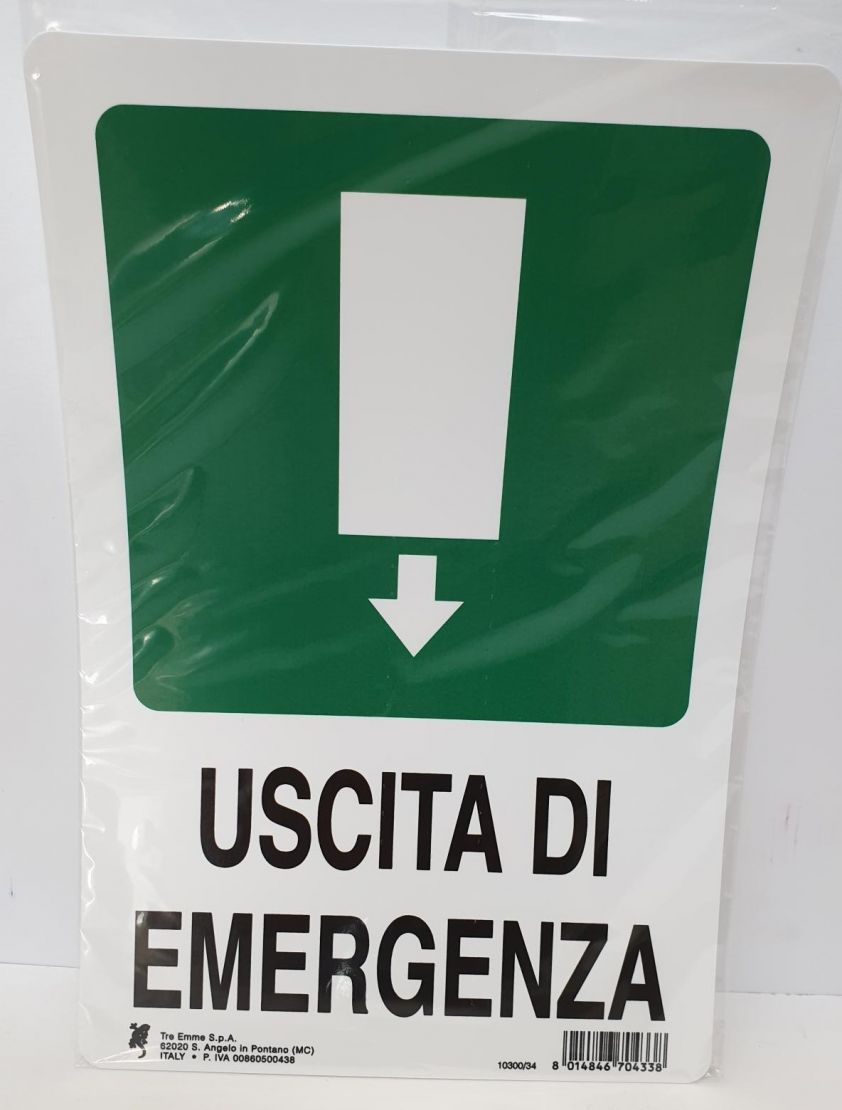 USCITA DI
EMERGENZA
Tre Emme S.p.A.
62020 S. Angelo in Pontano (MC)
ITALY • P. IVA 00860500438
10300/34
8 014846 704338